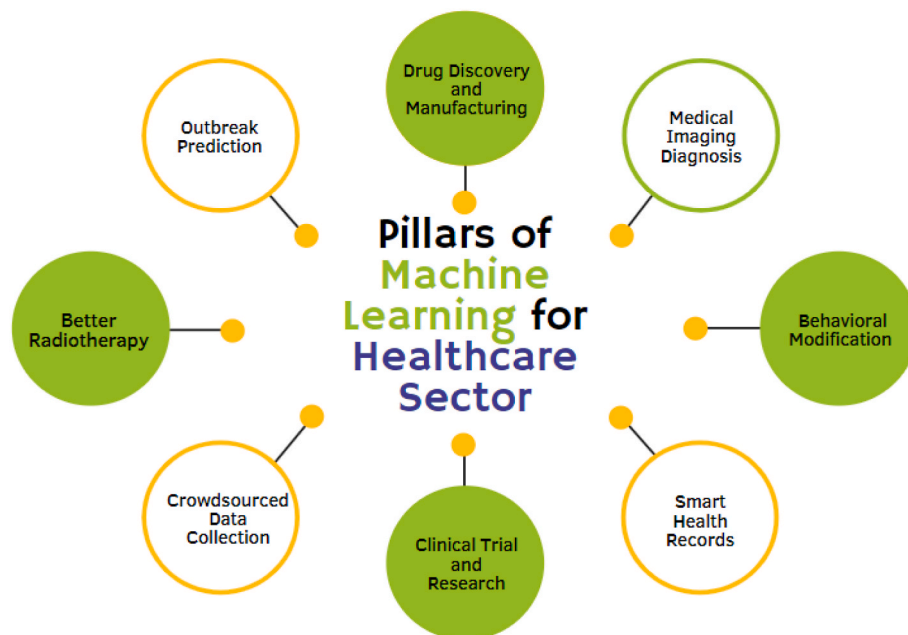 Drug Discovery
and
Manufacturing
Outbreak
Prediction
Medical
Imaging
Diagnosis
Pillars of
Machine
Learning for
Healthcare
Sector
Better
Radiotherapy
Behavioral
Modification
Crowdsourced
Data
Collection
Smart
Health
Records
Clinical Trial
and
Research